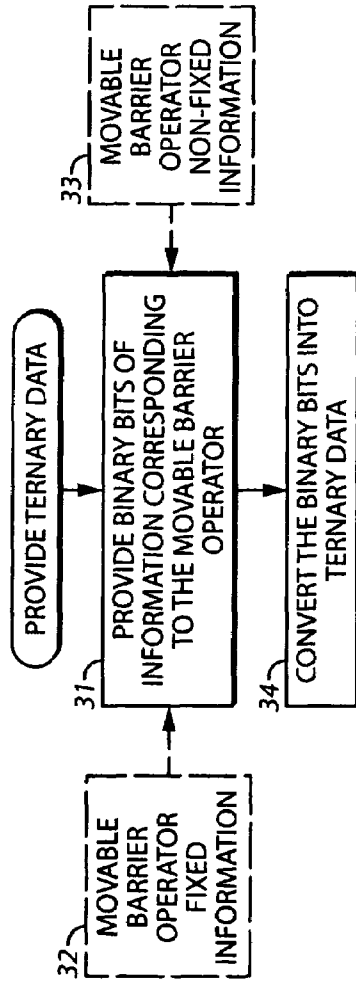 PROVIDE TERNARY DATA
32
MOVABLE
BARRIER
OPERATOR
FIXED
INFORMATION
31
PROVIDE BINARY BITS OF
INFORMATION CORRESPONDING
TO THE MOVABLE BARRIER
OPERATOR
33
MOVABLE
BARRIER
OPERATOR
NON-FIXED
INFORMATION
34
CONVERT THE BINARY BITS INTO
TERNARY DATA